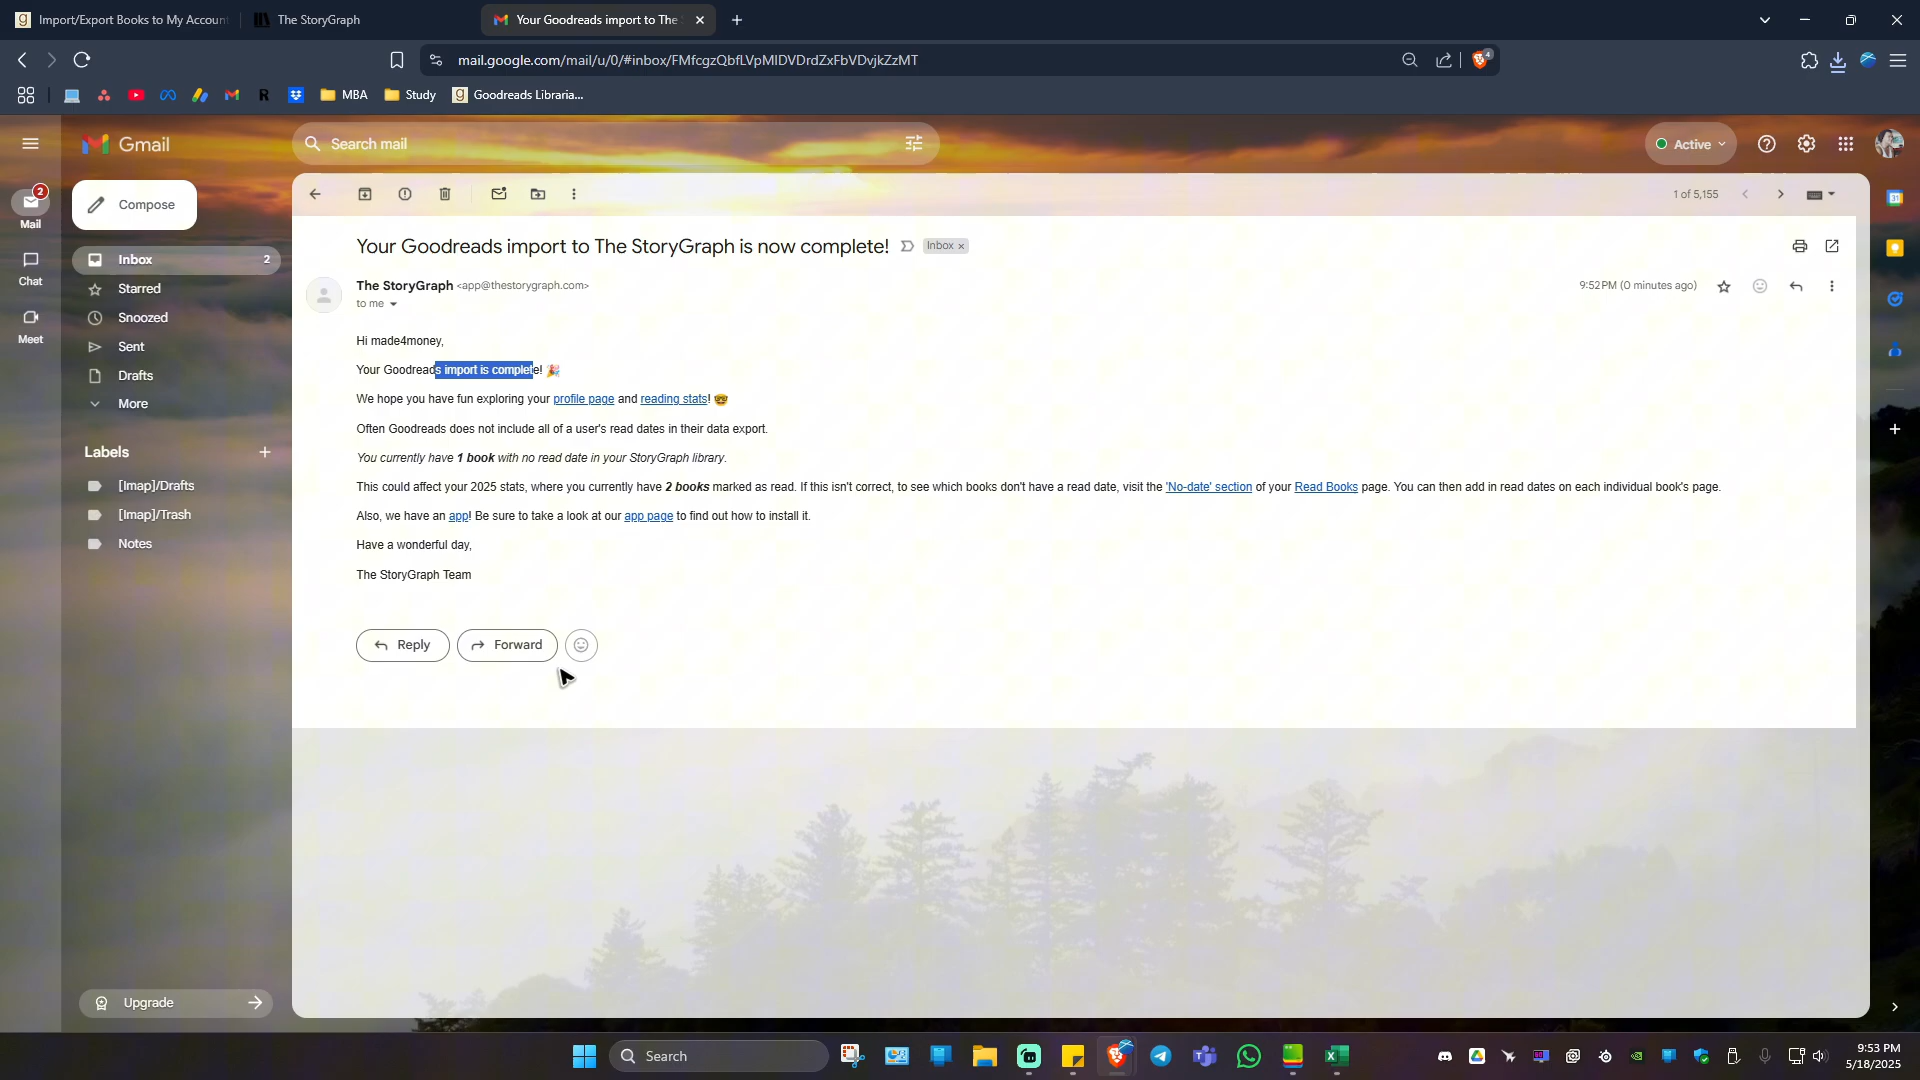 Import/Export Books to My Accoun
The StoryGraph
Your Goodreads import to The
mail.google.com/mail/u/0/#inbox/FMfcgzQbfLVpMlDVDrdZxFbVDvjkZzMT
4
MBA
Study
Goodreads Libraria...
Gmail
Search mail
Active
2
Mail
Compose
1 of 5,155
31
Chat
Meet
Inbox 2
Starred
Snoozed
Sent
Drafts
More
Labels
[Imap]/Drafts
[Imap]/Trash
Notes
Your Goodreads import to The StoryGraph is now complete!
Inbox ×
The StoryGraph <app@thestorygraph.com>
9:52 PM (0 minutes ago)
to me
Hi made4money,
Your Goodreads import is complete! 🎉
We hope you have fun exploring your profile page and reading stats! 🤓
Often Goodreads does not include all of a user's read dates in their data export.
You currently have 1 book with no read date in your StoryGraph library.
This could affect your 2025 stats, where you currently have 2 books marked as read. If this isn't correct, to see which books don't have a read date, visit the 'No-date' section of your Read Books page. You can then add in read dates on each individual book's page.
Also, we have an app! Be sure to take a look at our app page to find out how to install it.
Have a wonderful day,
The StoryGraph Team
Reply
Forward
Upgrade
Search
9:53 PM
5/18/2025